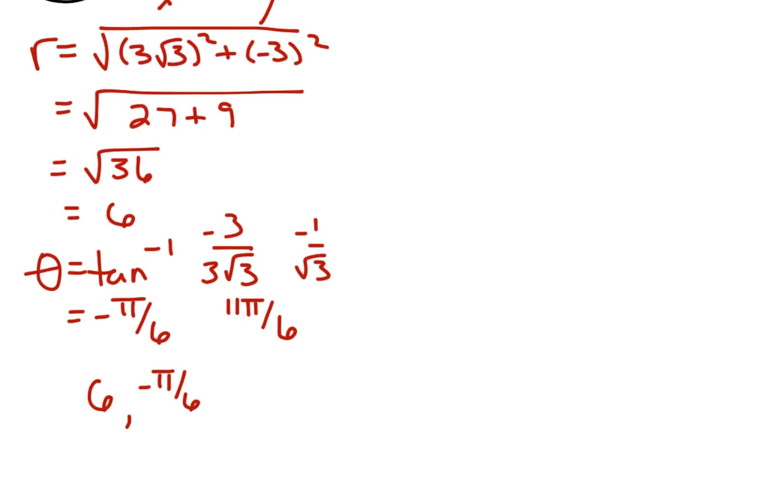 r = √(3√3)² + (-3)²
= √27 + 9
= √36
= 6
θ = tan⁻¹ -3/3√3 -1/√3
= -π/6 11π/6
6, -π/6